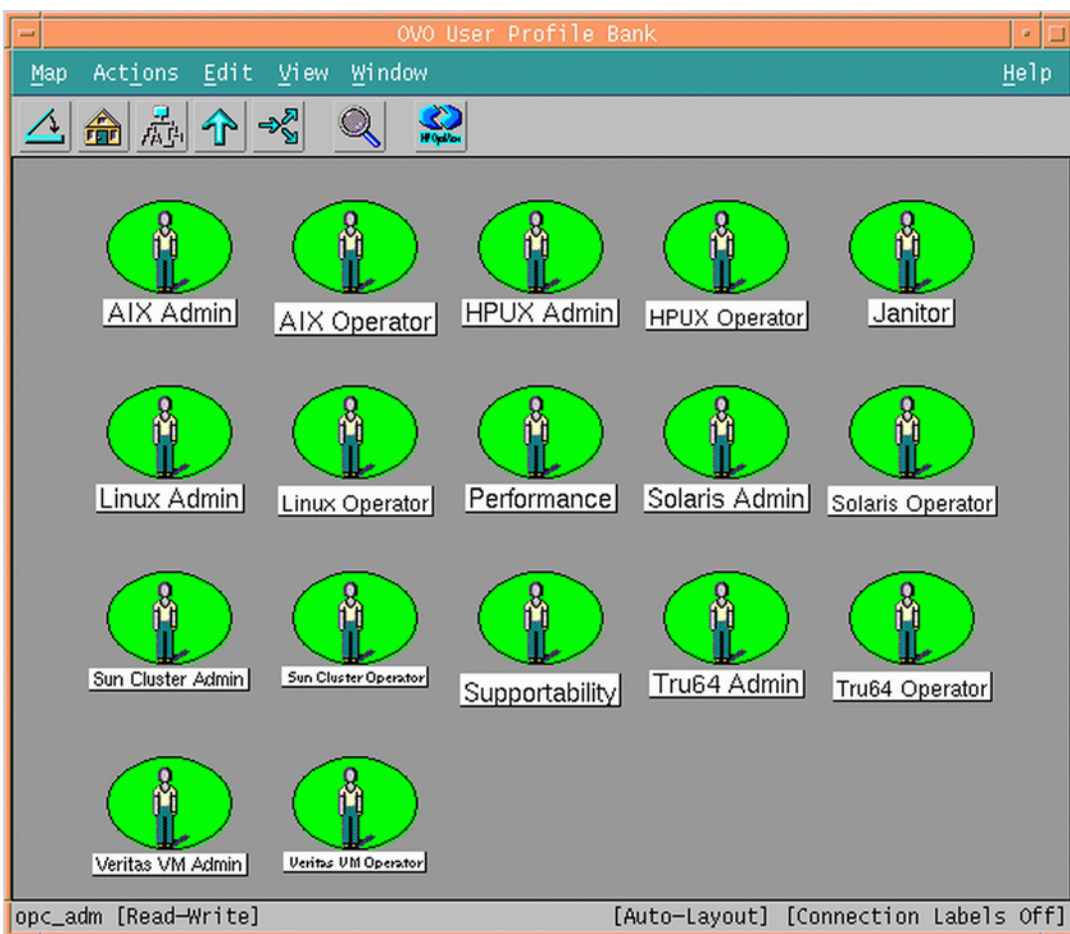 OVO User Profile Bank
Map Actions Edit View Window Help
HP OpenView
AIX Admin AIX Operator HPUX Admin HPUX Operator Janitor
Linux Admin Linux Operator Performance Solaris Admin Solaris Operator
Sun Cluster Admin Sun Cluster Operator Supportability Tru64 Admin Tru64 Operator
Veritas VM Admin Veritas VM Operator
opc_adm [Read-Write] [Auto-Layout] [Connection Labels Off]